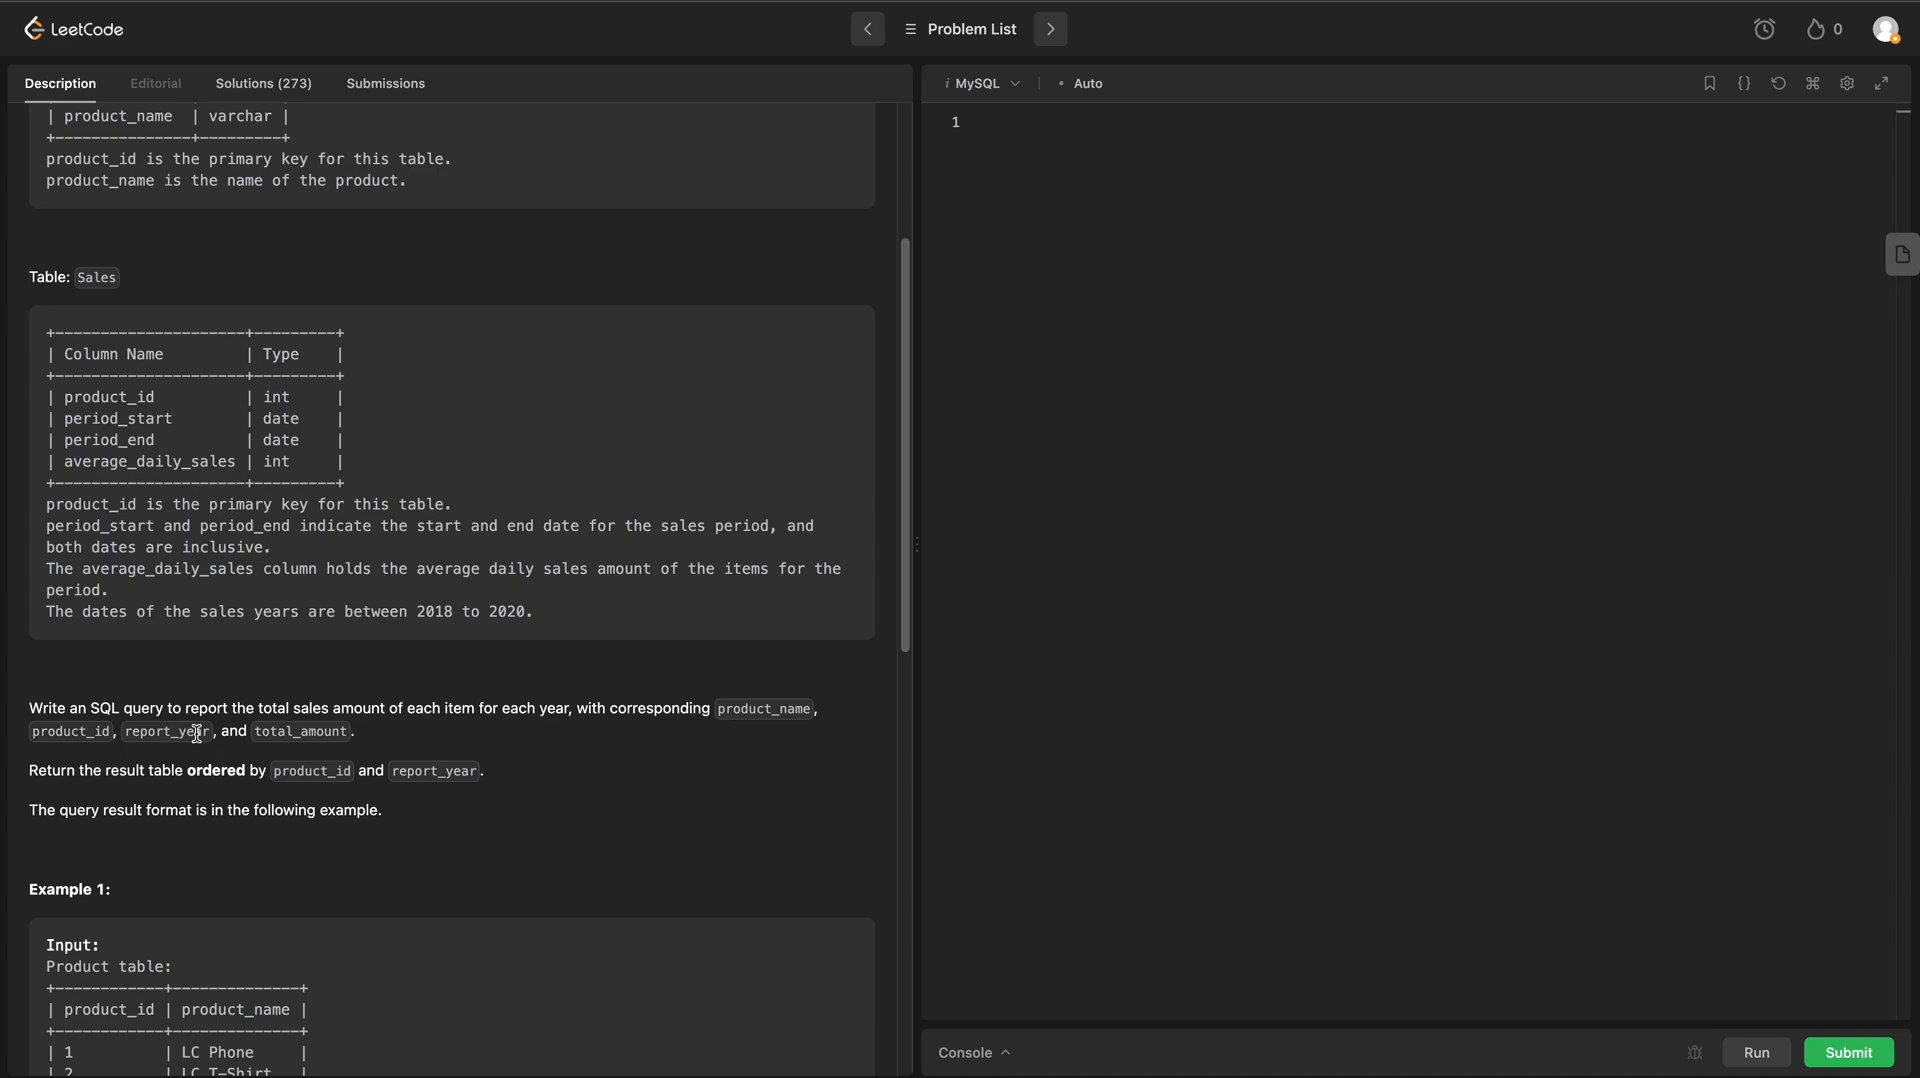 LeetCode
Problem List
0
Description
Editorial
Solutions (273)
Submissions
| product_name | varchar |
+--------------+---------+
product_id is the primary key for this table.
product_name is the name of the product.
Table: Sales
+---------------------+---------+
| Column Name         | Type    |
+---------------------+---------+
| product_id          | int     |
| period_start        | date    |
| period_end          | date    |
| average_daily_sales | int     |
+---------------------+---------+
product_id is the primary key for this table.
period_start and period_end indicate the start and end date for the sales period, and
both dates are inclusive.
The average_daily_sales column holds the average daily sales amount of the items for the
period.
The dates of the sales years are between 2018 to 2020.
Write an SQL query to report the total sales amount of each item for each year, with corresponding product_name,
product_id, report_year, and total_amount.
Return the result table ordered by product_id and report_year.
The query result format is in the following example.
Example 1:
Input:
Product table:
+------------+--------------+
| product_id | product_name |
+------------+--------------+
| 1          | LC Phone     |
| 2          | LC T-Shirt   |
i MySQL
• Auto
{}
1
Console
Run
Submit